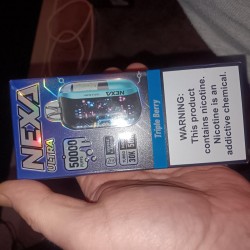 NEXA
ULTRA
50000
Triple Berry
WARNING:
This product
contains nicotine.
Nicotine is an
addictive chemical.